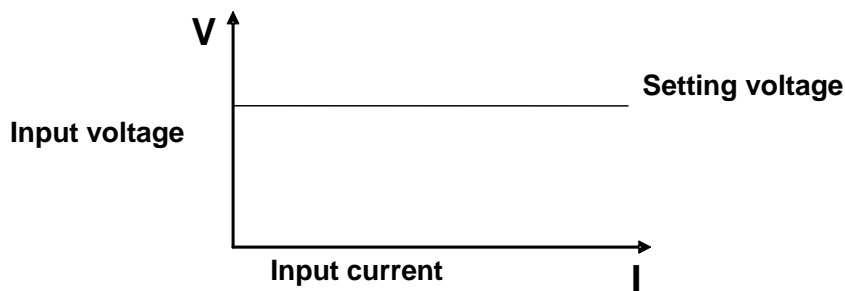 V
Setting voltage
Input voltage
Input current
I